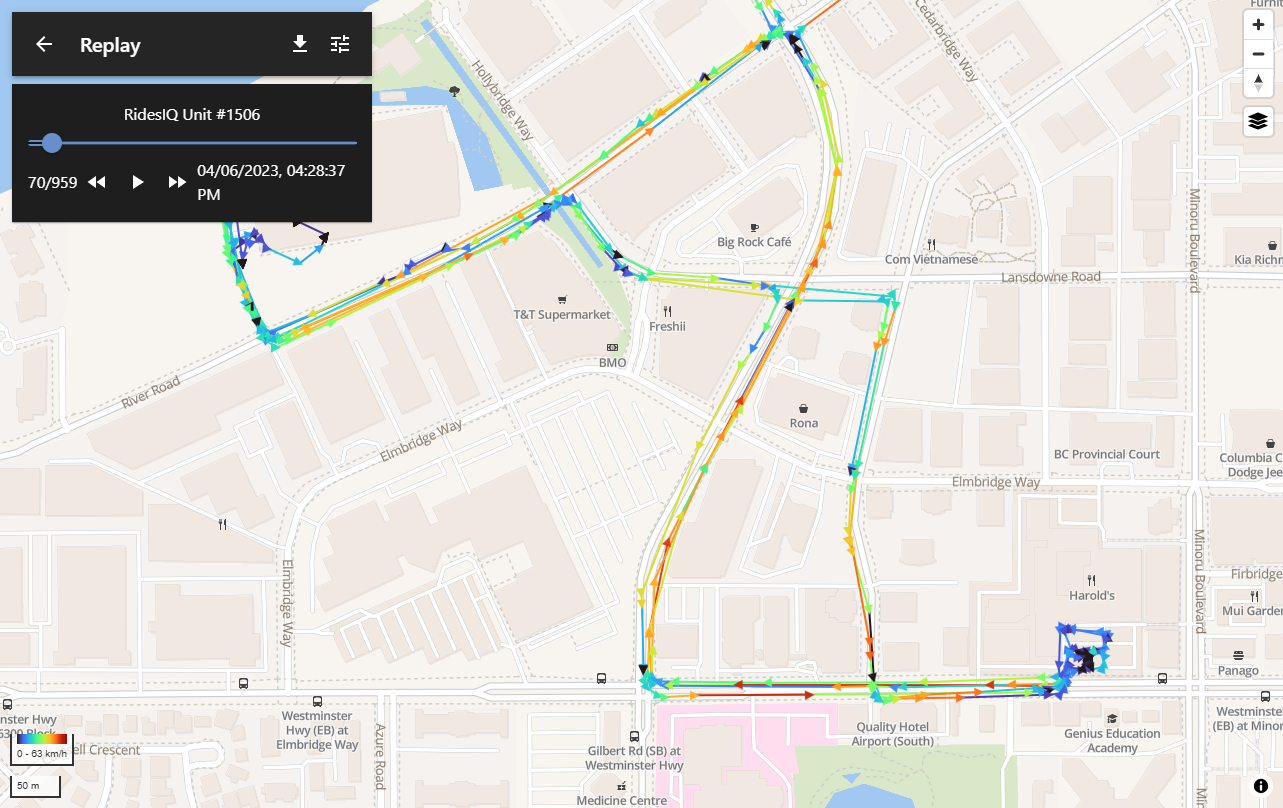 Replay
RidesIQ Unit #1506
70/959
04/06/2023, 04:28:37
PM
Hollybridge Way
Cedarbridge Way
Minoru Boulevard
Big Rock Café
Com Vietnamese
Kia Richm
Lansdowne Road
T&T Supermarket
Freshii
BMO
River Road
Rona
Elmbridge Way
BC Provincial Court
Columbia C
Dodge Jee
Elmbridge Way
Elmbridge Way
Minoru Boulevard
Firbridge
Harold's
Mui Garden
Panago
Westminster
Hwy (EB) at
Elmbridge Way
nster Hwy
ell Crescent
Azure Road
Quality Hotel
Airport (South)
Genius Education
Academy
Westminster
(EB) at Minor
Gilbert Rd (SB) at
Westminster Hwy
Medicine Centre
0 - 63 km/h
50 m